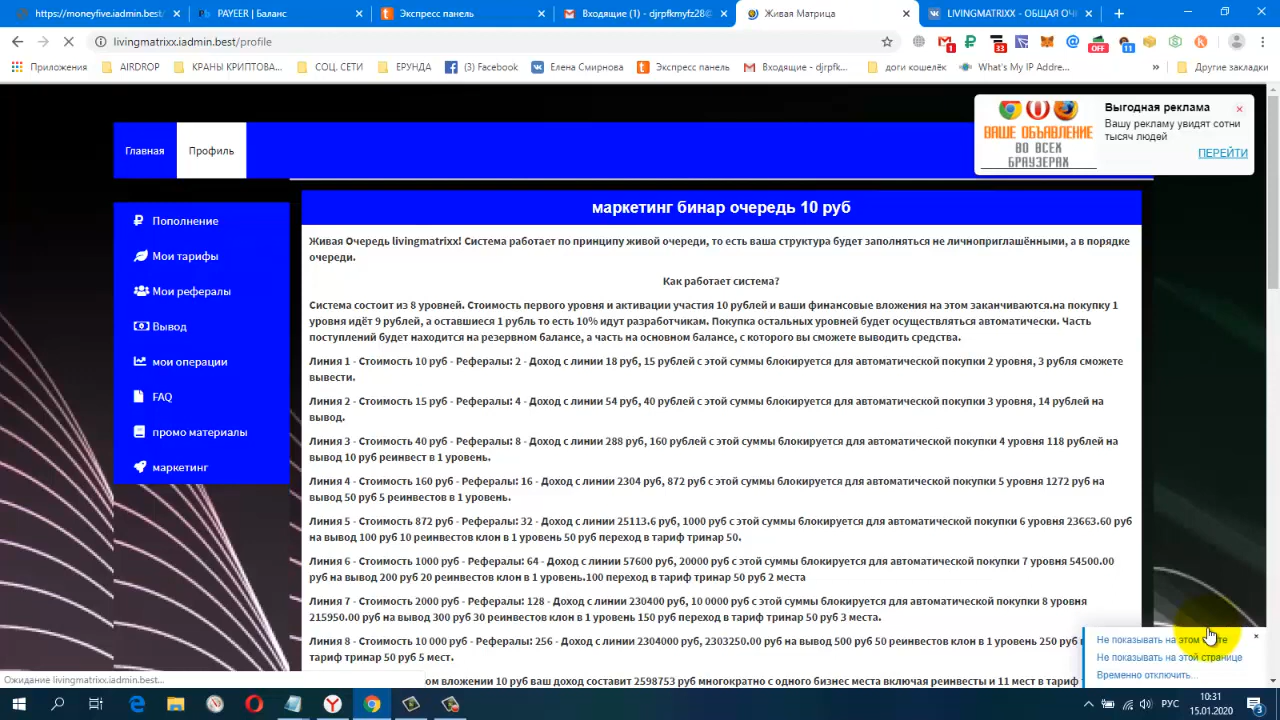 https://moneyfive.iadmin.best/
PAYEER | Баланс
Экспресс панель
Входящие (1) - djrpkmyfz28@
Живая Матрица
LIVINGMATRIXX - ОБЩАЯ ОЧ
livingmatrixx.iadmin.best/profile
1
33
OFF
11
Приложения
AIRDROP
КРАНЫ КРИПТОВА...
СОЦ. СЕТИ
ЕРУНДА
(3) Facebook
Елена Смирнова
Экспресс панель
Входящие - djrpkf...
доги кошелёк
What's My IP Addre...
»
Другие закладки
Выгодная реклама
Вашу рекламу увидят сотни
тысяч людей
ПЕРЕЙТИ
ВАШЕ ОБЪЯВЛЕНИЕ
ВО ВСЕХ
БРАУЗЕРАХ
Главная
Профиль
Пополнение
Мои тарифы
Мои рефералы
Вывод
мои операции
FAQ
промо материалы
маркетинг
маркетинг бинар очередь 10 руб
Живая Очередь livingmatrixx! Система работает по принципу живой очереди, то есть ваша структура будет заполняться не личноприглашёнными, а в порядке
очереди.
Как работает система?
Система состоит из 8 уровней. Стоимость первого уровня и активации участия 10 рублей и ваши финансовые вложения на этом заканчиваются.на покупку 1
уровня идёт 9 рублей, а оставшиеся 1 рубль то есть 10% идут разработчикам. Покупка остальных уровней будет осуществляться автоматически. Часть
поступлений будет находится на резервном балансе, а часть на основном балансе, с которого вы сможете выводить средства.
Линия 1 - Стоимость 10 руб - Рефералы: 2 - Доход с линии 18 руб, 15 рублей с этой суммы блокируется для автоматической покупки 2 уровня, 3 рубля сможете
вывести.
Линия 2 - Стоимость 15 руб - Рефералы: 4 - Доход с линии 54 руб, 40 рублей с этой суммы блокируется для автоматической покупки 3 уровня, 14 рублей на
вывод.
Линия 3 - Стоимость 40 руб - Рефералы: 8 - Доход с линии 288 руб, 160 рублей с этой суммы блокируется для автоматической покупки 4 уровня 118 рублей на
вывод 10 руб реинвест в 1 уровень.
Линия 4 - Стоимость 160 руб - Рефералы: 16 - Доход с линии 2304 руб, 872 руб с этой суммы блокируется для автоматической покупки 5 уровня 1272 руб на
вывод 50 руб 5 реинвестов в 1 уровень.
Линия 5 - Стоимость 872 руб - Рефералы: 32 - Доход с линии 25113.6 руб, 1000 руб с этой суммы блокируется для автоматической покупки 6 уровня 23663.60 руб
на вывод 100 руб 10 реинвестов клон в 1 уровень 50 руб переход в тариф тринар 50.
Линия 6 - Стоимость 1000 руб - Рефералы: 64 - Доход с линии 57600 руб, 20000 руб с этой суммы блокируется для автоматической покупки 7 уровня 54500.00
руб на вывод 200 руб 20 реинвестов клон в 1 уровень.100 переход в тариф тринар 50 руб 2 места
Линия 7 - Стоимость 2000 руб - Рефералы: 128 - Доход с линии 230400 руб, 10 0000 руб с этой суммы блокируется для автоматической покупки 8 уровня
215950.00 руб на вывод 300 руб 30 реинвестов клон в 1 уровень 150 руб переход в тариф тринар 50 руб 3 места.
Линия 8 - Стоимость 10 000 руб - Рефералы: 256 - Доход с линии 2304000 руб, 2303250.00 руб на вывод 500 руб 50 реинвестов клон в 1 уровень 250 руб
тариф тринар 50 руб 5 мест.
ом вложении 10 руб ваш доход составит 2598753 руб многократно с одного бизнес места включая реинвесты и 11 мест в тариф
Не показывать на этом сайте
Не показывать на этой странице
Временно отключить...
Ожидание livingmatrixx.iadmin.best...
РУС
10:31
15.01.2020
3